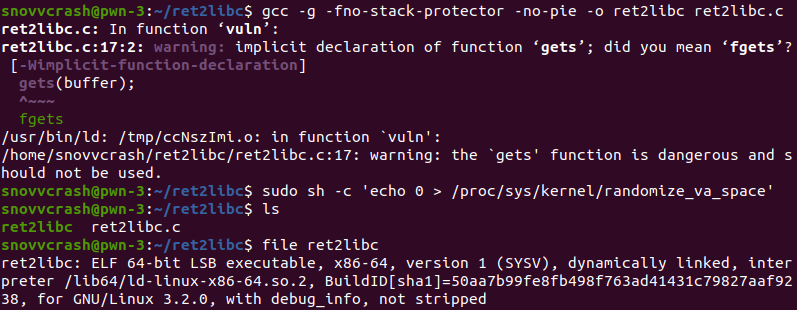 snovvcrash@pwn-3:~/ret2libc$ gcc -g -fno-stack-protector -no-pie -o ret2libc ret2libc.c
ret2libc.c: In function ‘vuln’:
ret2libc.c:17:2: warning: implicit declaration of function ‘gets’; did you mean ‘fgets’?
 [-Wimplicit-function-declaration]
  gets(buffer);
  ^~~~
  fgets
/usr/bin/ld: /tmp/ccNszImi.o: in function `vuln':
/home/snovvcrash/ret2libc/ret2libc.c:17: warning: the `gets' function is dangerous and s
hould not be used.
snovvcrash@pwn-3:~/ret2libc$ sudo sh -c 'echo 0 > /proc/sys/kernel/randomize_va_space'
snovvcrash@pwn-3:~/ret2libc$ ls
ret2libc  ret2libc.c
snovvcrash@pwn-3:~/ret2libc$ file ret2libc
ret2libc: ELF 64-bit LSB executable, x86-64, version 1 (SYSV), dynamically linked, inter
preter /lib64/ld-linux-x86-64.so.2, BuildID[sha1]=50aa7b99fe8fb498f763ad41431c79827aaf92
38, for GNU/Linux 3.2.0, with debug_info, not stripped